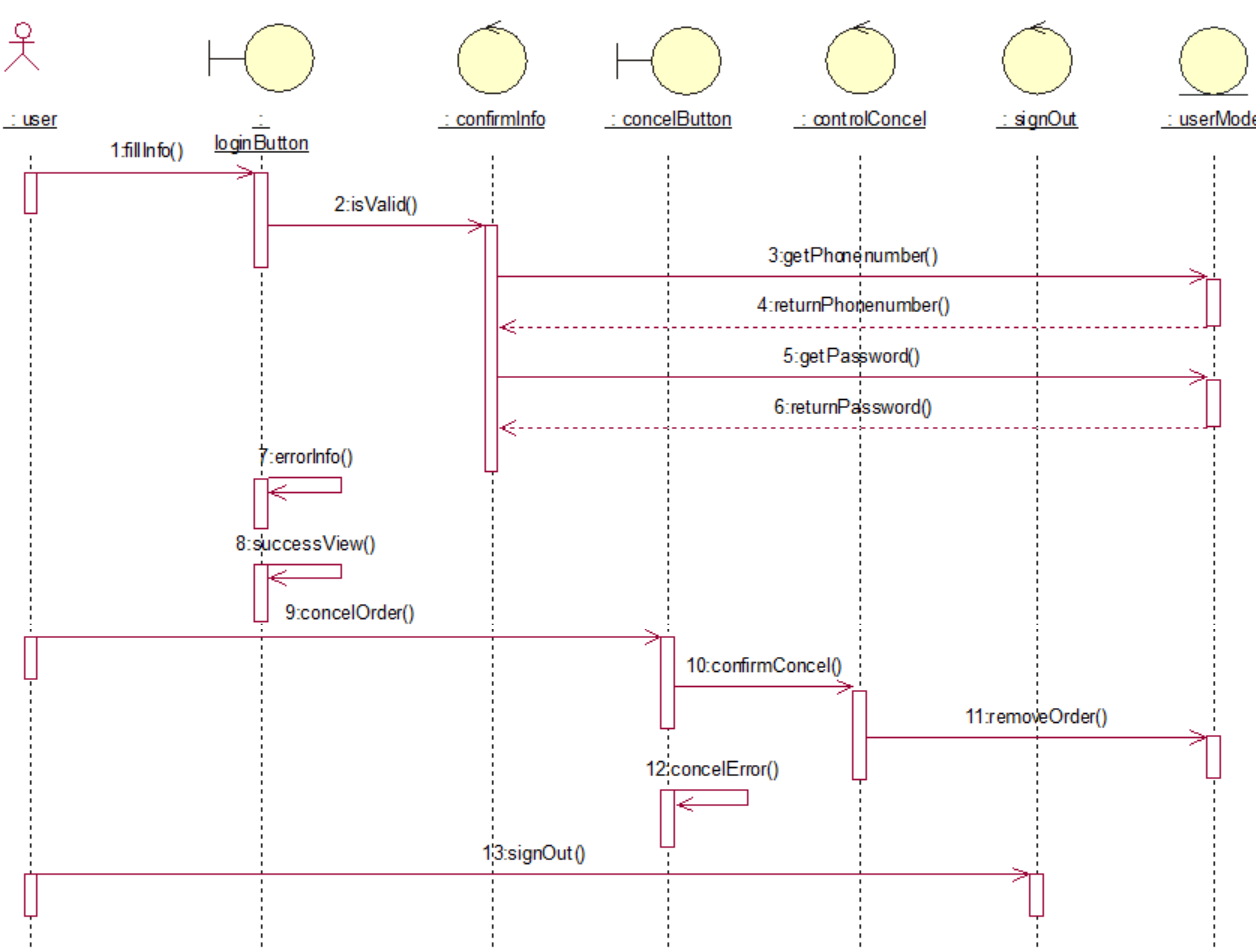 : user
:
loginButton
: confirmInfo
: concelButton
: controlConcel
: signOut
: userMode
1:fillInfo()
2:isValid()
3:getPhonenumber()
4:returnPhonenumber()
5:getPassword()
6:returnPassword()
7:errorInfo()
8:successView()
9:concelOrder()
10:confirmConcel()
11:removeOrder()
12:concelError()
13:signOut()